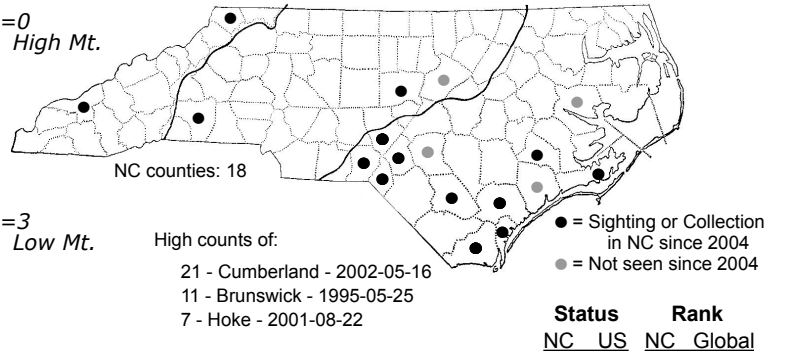 =0
High Mt.
NC counties: 18
=3
Low Mt.
High counts of:
21 - Cumberland - 2002-05-16
11 - Brunswick - 1995-05-25
7 - Hoke - 2001-08-22
= Sighting or Collection
in NC since 2004
= Not seen since 2004
Status Rank
NC US NC Global